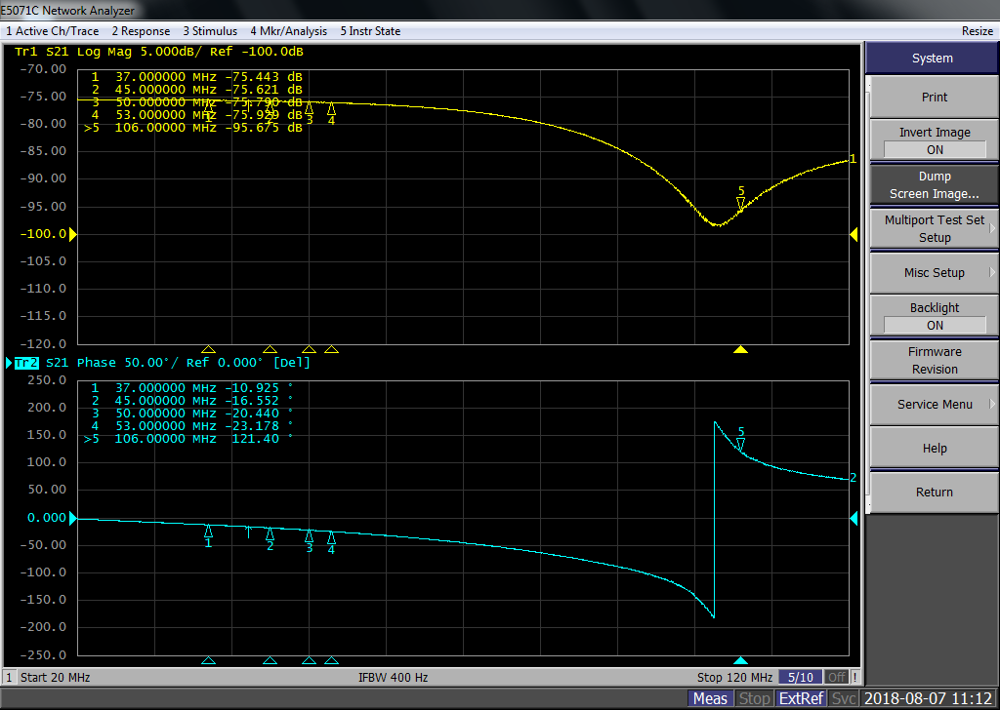 E5071C Network Analyzer
1 Active Ch/Trace 2 Response 3 Stimulus 4 Mkr/Analysis 5 Instr State
Resize
Tr1 S21 Log Mag 5.000dB/ Ref -100.0dB
-70.00
-75.00
-80.00
-85.00
-90.00
-95.00
-100.0
-105.0
-110.0
-115.0
-120.0
1 37.000000 MHz -75.443 dB
2 45.000000 MHz -75.621 dB
3 50.000000 MHz -75.790 dB
4 53.000000 MHz -75.929 dB
>5 106.00000 MHz -95.675 dB
1
2
3
4
5
1
Tr2 S21 Phase 50.00°/ Ref 0.000° [Del]
250.0
200.0
150.0
100.0
50.00
0.000
-50.00
-100.0
-150.0
-200.0
-250.0
1 37.000000 MHz -10.925 °
2 45.000000 MHz -16.552 °
3 50.000000 MHz -20.440 °
4 53.000000 MHz -23.178 °
>5 106.00000 MHz 121.40 °
1
2
3
4
5
2
1 Start 20 MHz
IFBW 400 Hz
Stop 120 MHz 5/10 Off !
System
Print
Invert Image
ON
Dump
Screen Image...
Multiport Test Set
Setup
Misc Setup
Backlight
ON
Firmware
Revision
Service Menu
Help
Return
Meas Stop ExtRef Svc 2018-08-07 11:12